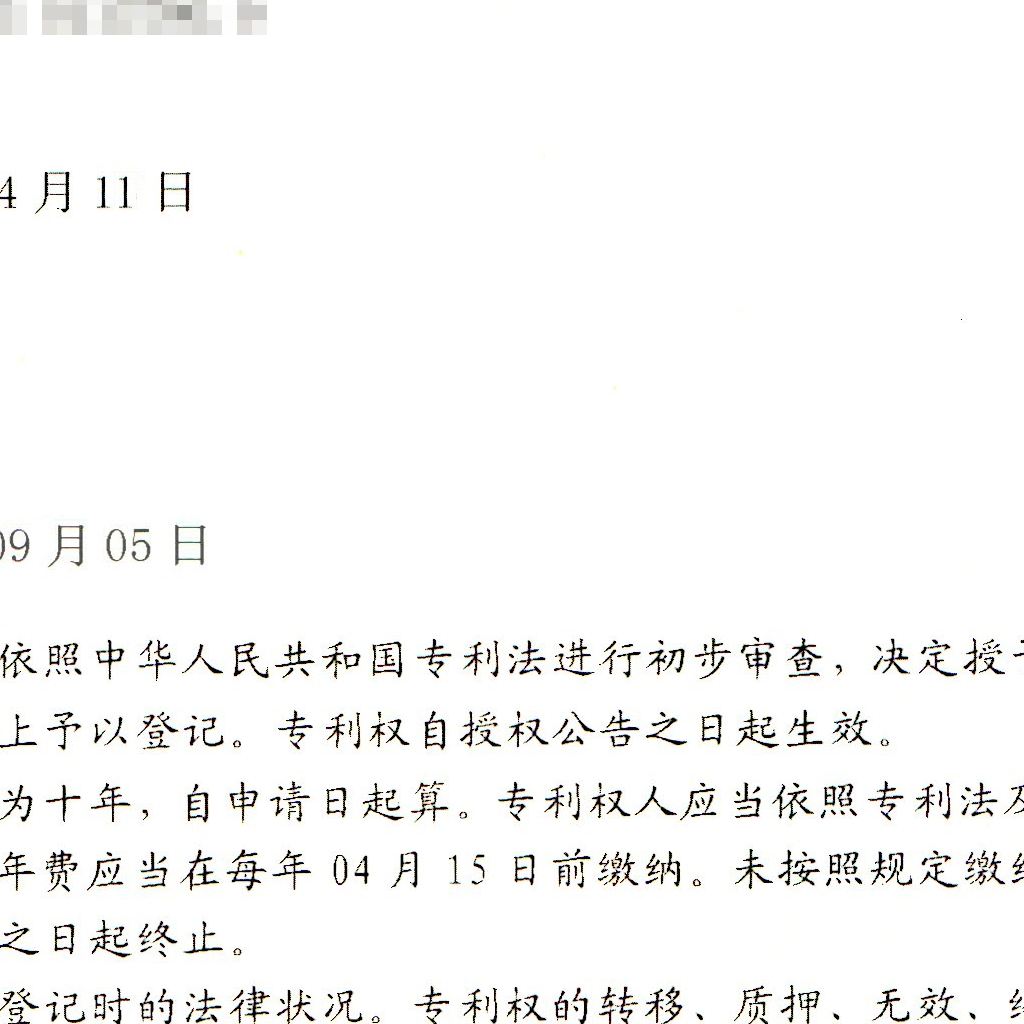 4 月 11 日
09 月 05 日
依照中华人民共和国专利法进行初步审查，决定授予
上予以登记。专利权自授权公告之日起生效。
为十年，自申请日起算。专利权人应当依照专利法及
年费应当在每年 04 月 15 日前缴纳。未按照规定缴纳
之日起终止。
登记时的法律状况。专利权的转移、质押、无效、终